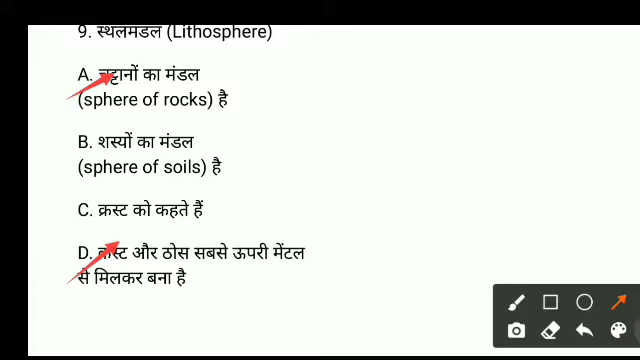 9. स्थलमंडल (Lithosphere)
A. चट्टानों का मंडल
(sphere of rocks) है
B. शस्यों का मंडल
(sphere of soils) है
C. क्रस्ट को कहते हैं
D. क्रस्ट और ठोस सबसे ऊपरी मेंटल
से मिलकर बना है